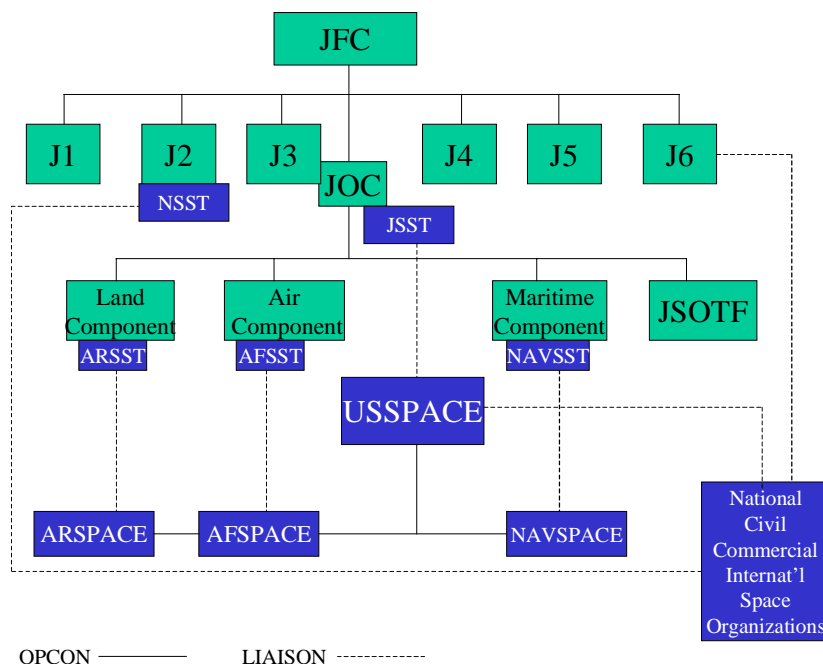 JFC
J1
J2
J3
J4
J5
J6
JOC
NSST
JSST
Land
Component
Air
Component
Maritime
Component
JSOTF
ARSST
AFSST
NAVSST
USSPACE
ARSPACE
AFSPACE
NAVSPACE
National
Civil
Commercial
Internat'l
Space
Organizations
OPCON
LIAISON